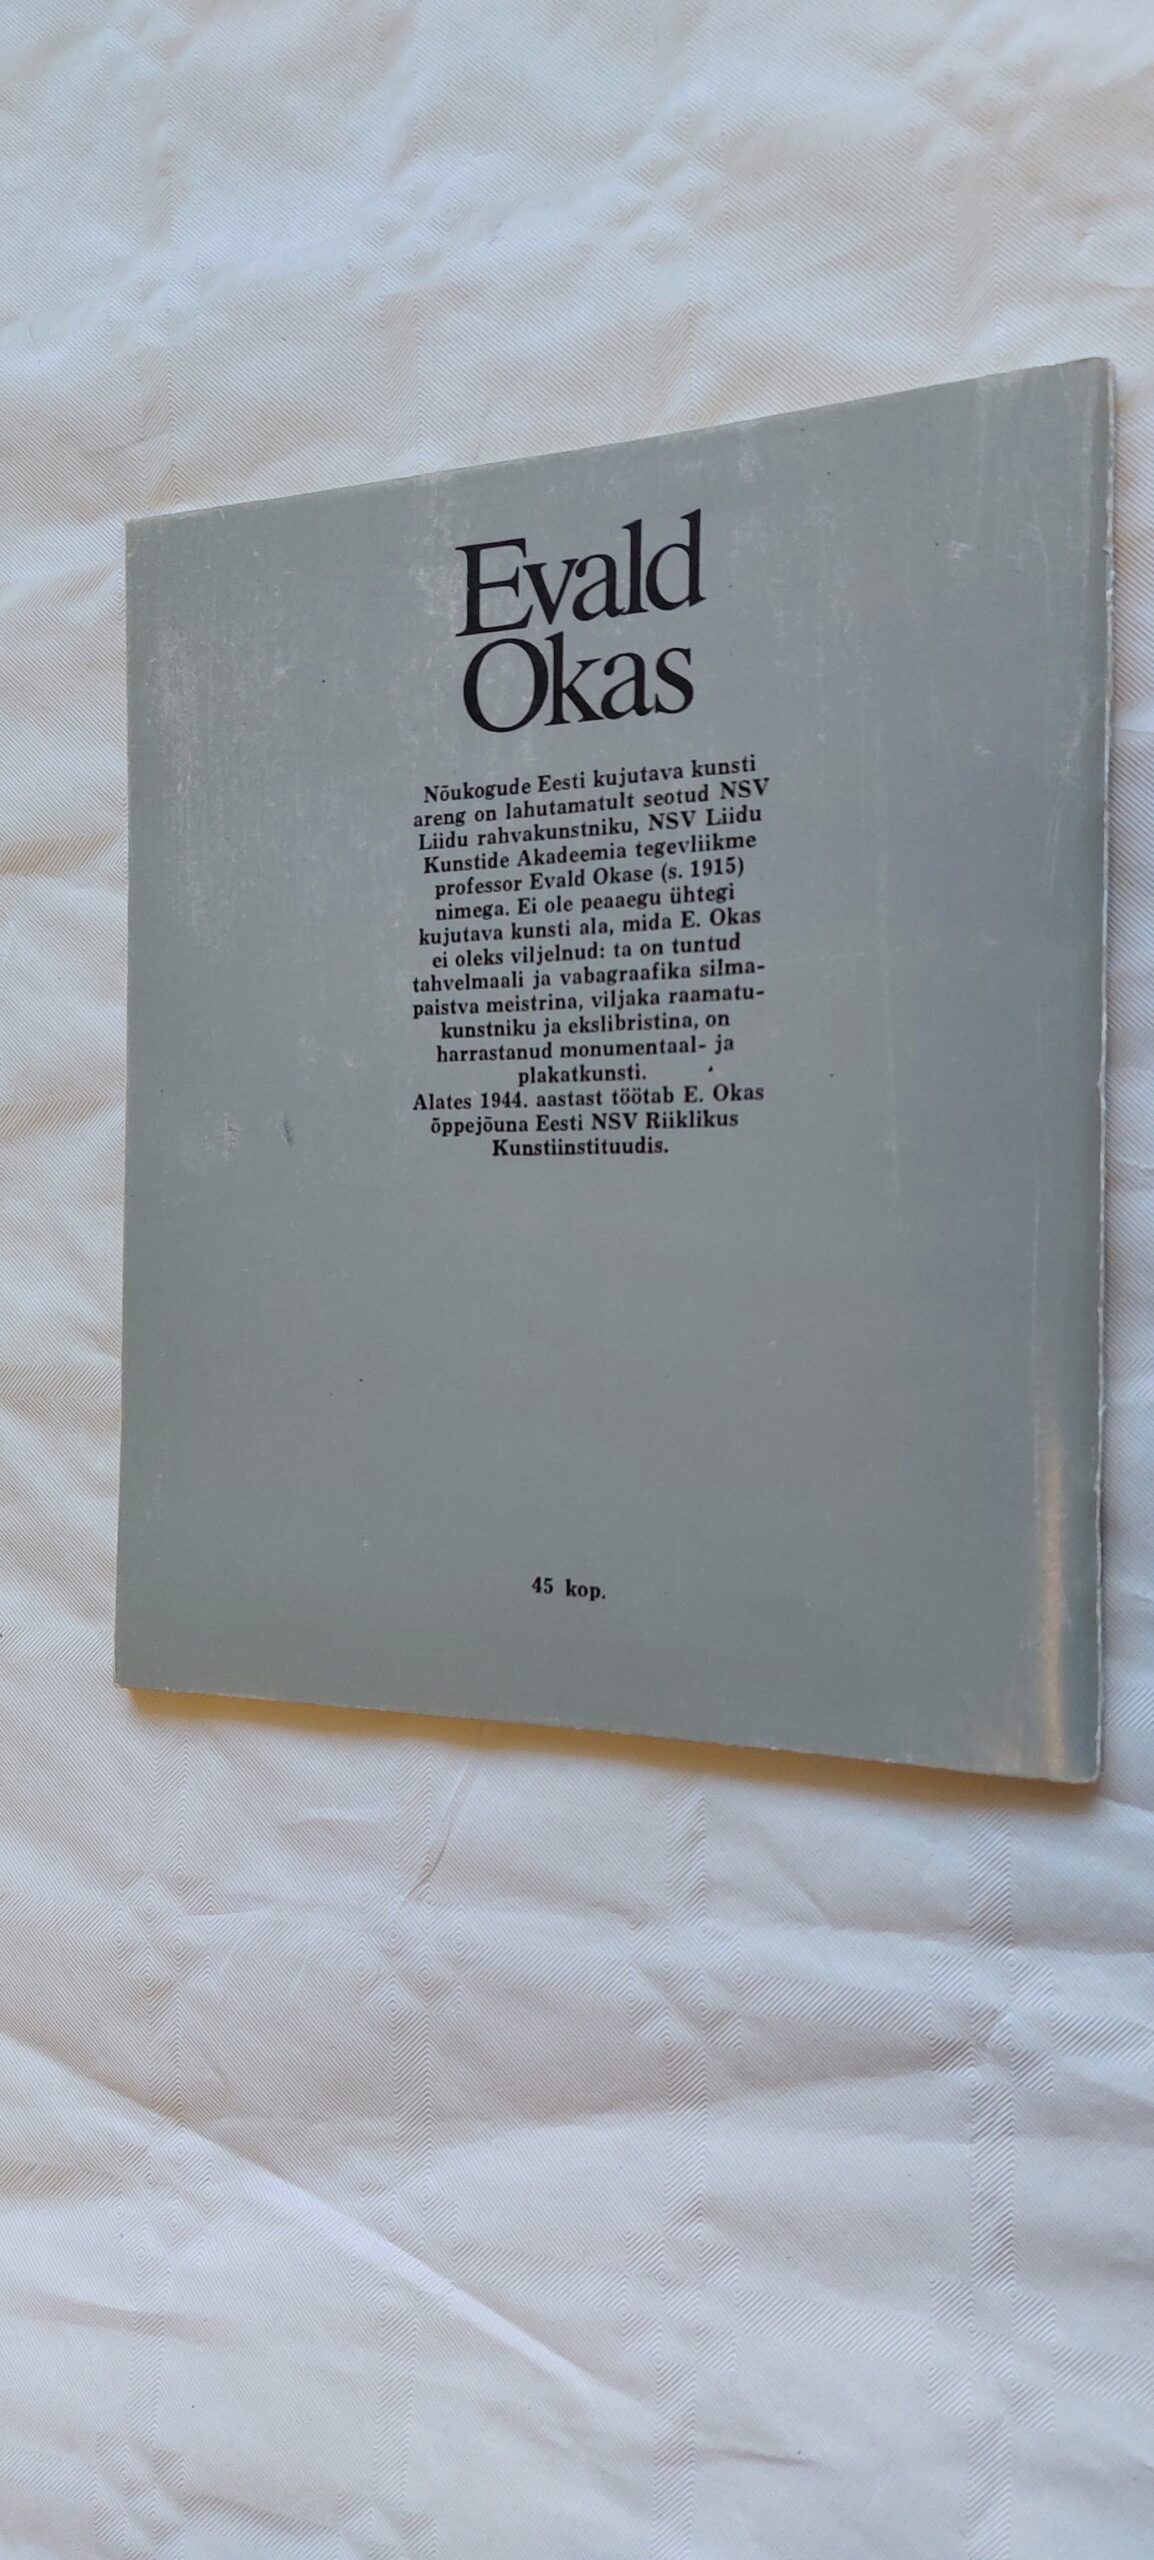 Evald
Okas
Nõukogude Eesti kujutava kunsti
areng on lahutamatult seotud NSV
Liidu rahvakunstniku, NSV Liidu
Kunstide Akadeemia tegevliikme
professor Evald Okase (s. 1915)
nimega. Ei ole peaaegu ühtegi
kujutava kunsti ala, mida E. Okas
ei oleks viljelnud: ta on tuntud
tahvelmaali ja vabagraafika silma-
paistva meistrina, viljaka raamatu-
kunstniku ja ekslibristina, on
harrastanud monumentaal- ja
plakatkunsti.
Alates 1944. aastast töötab E. Okas
õppejõuna Eesti NSV Riiklikus
Kunstiinstituudis.
45 kop.